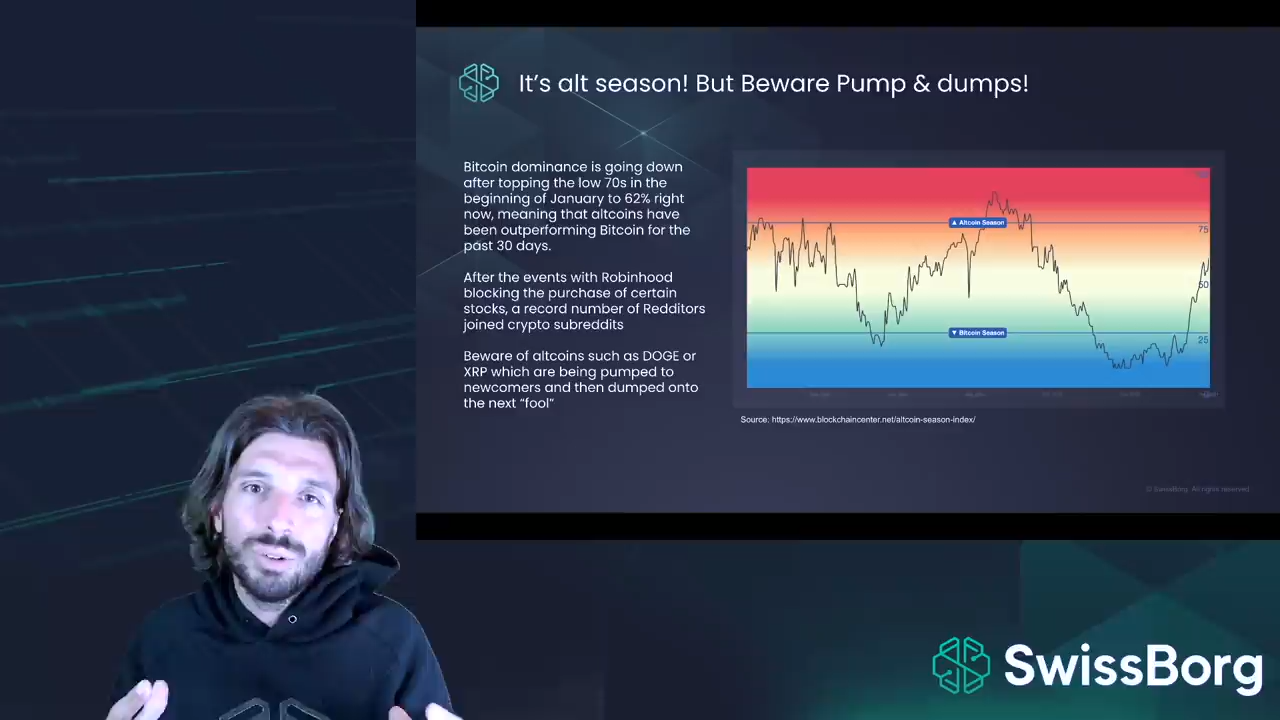 It's alt season! But Beware Pump & dumps!
Bitcoin dominance is going down
after topping the low 70s in the
beginning of January to 62% right
now, meaning that altcoins have
been outperforming Bitcoin for the
past 30 days.
After the events with Robinhood
blocking the purchase of certain
stocks, a record number of Redditors
joined crypto subreddits
Beware of altcoins such as DOGE or
XRP which are being pumped to
newcomers and then dumped onto
the next “fool”
▲ Altcoin Season
75
50
▼ Bitcoin Season
25
Source: https://www.blockchaincenter.net/altcoin-season-index/
© SwissBorg. All rights reserved.
SwissBorg